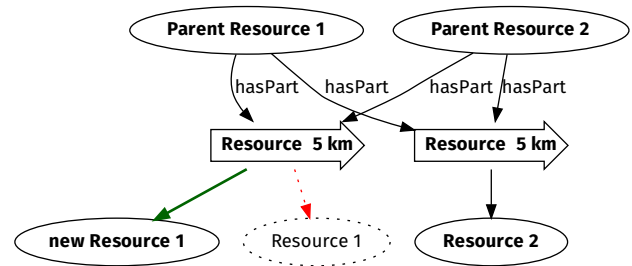 Parent Resource 1
Parent Resource 2
hasPart
hasPart
hasPart
hasPart
Resource 5 km
Resource 5 km
new Resource 1
Resource 1
Resource 2